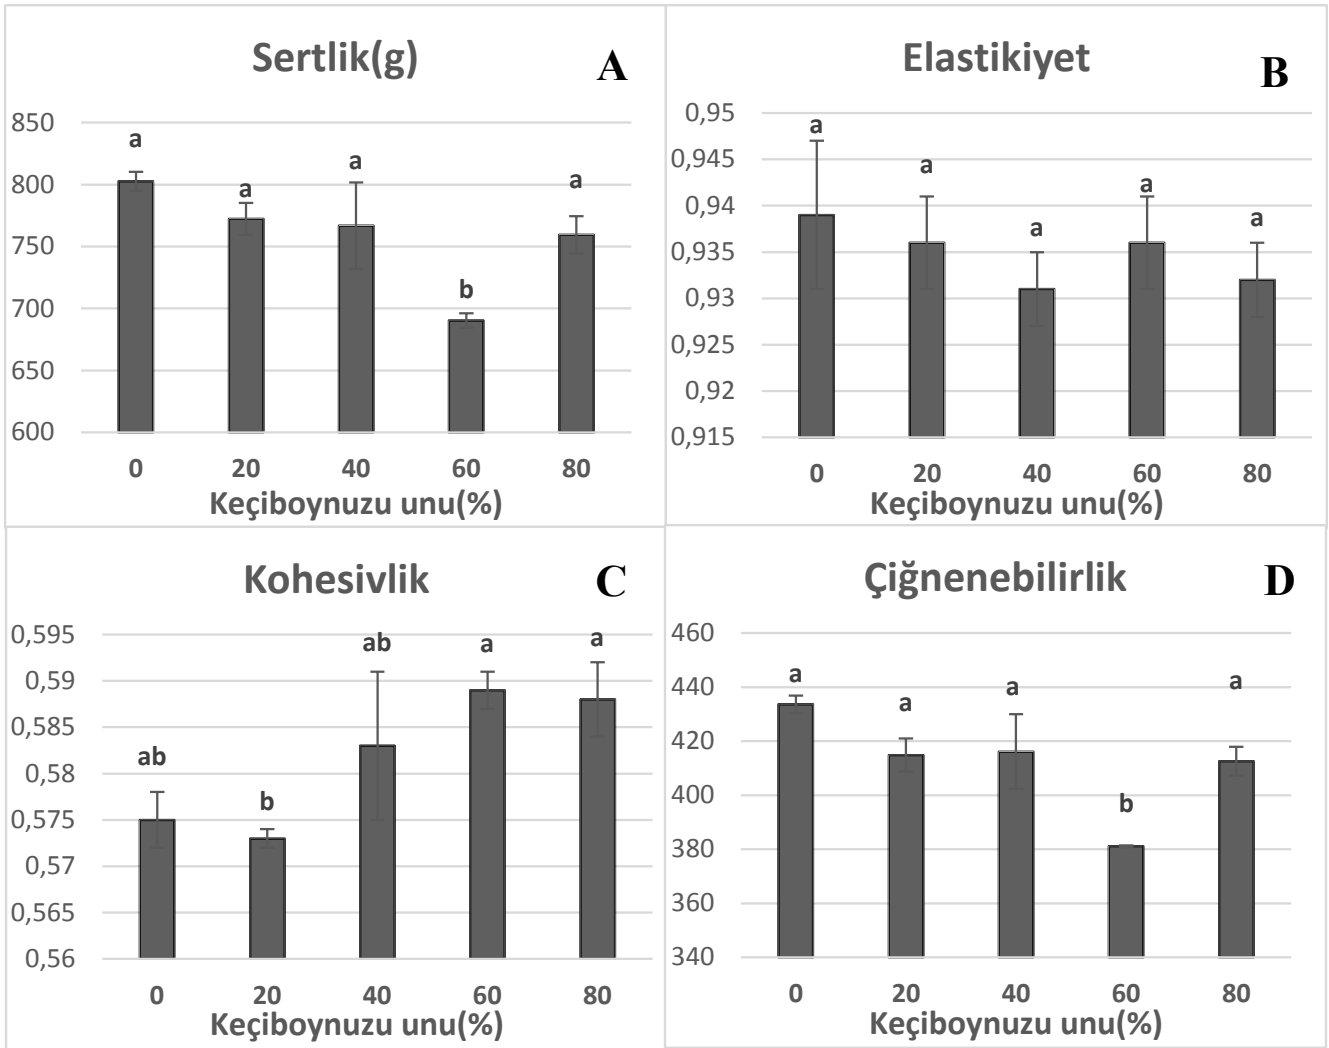 Sertlik(g)
A
850
800
750
700
650
600
a
a
a
b
a
0 20 40 60 80
Keçiboynuzu unu(%)
Elastikiyet
B
0,95
0,945
0,94
0,935
0,93
0,925
0,92
0,915
a
a
a
a
a
0 20 40 60 80
Keçiboynuzu unu(%)
Kohesivlik
C
0,595
0,59
0,585
0,58
0,575
0,57
0,565
0,56
ab
b
ab
a
a
0 20 40 60 80
Keçiboynuzu unu(%)
Çiğnenebilirlik
D
460
440
420
400
380
360
340
a
a
a
b
a
0 20 40 60 80
Keçiboynuzu unu(%)